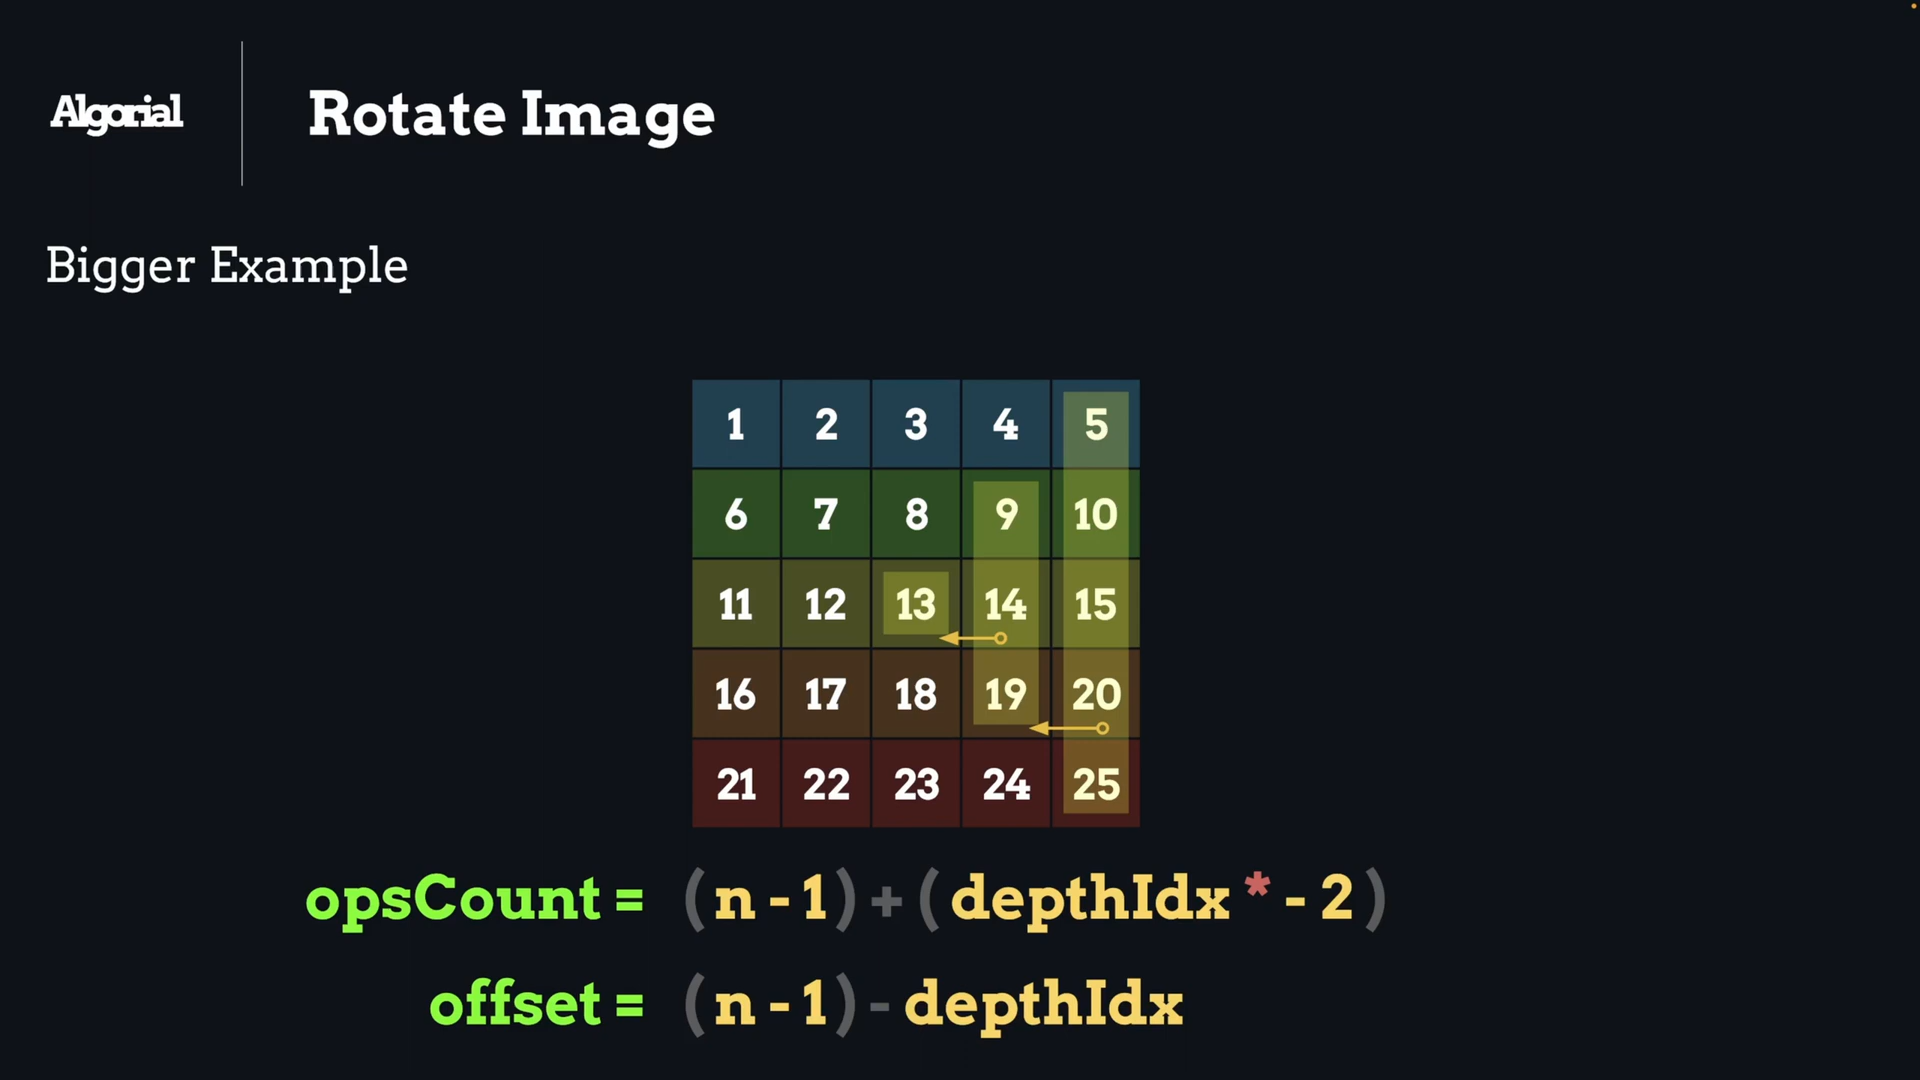 Algorial
Rotate Image
Bigger Example
1 2 3 4 5
6 7 8 9 10
11 12 13 14 15
16 17 18 19 20
21 22 23 24 25
opsCount = (n - 1) + (depthIdx * - 2)
offset = (n - 1) - depthIdx